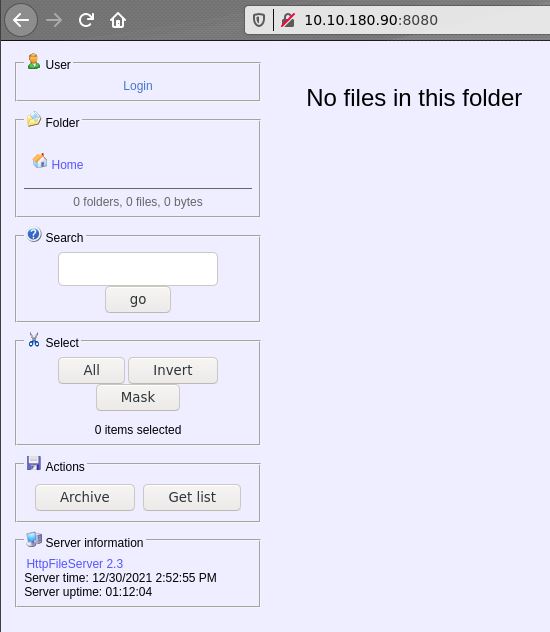 10.10.180.90:8080
User
Login
Folder
Home
0 folders, 0 files, 0 bytes
Search
go
Select
All Invert
Mask
0 items selected
Actions
Archive Get list
Server information
HttpFileServer 2.3
Server time: 12/30/2021 2:52:55 PM
Server uptime: 01:12:04
No files in this folder